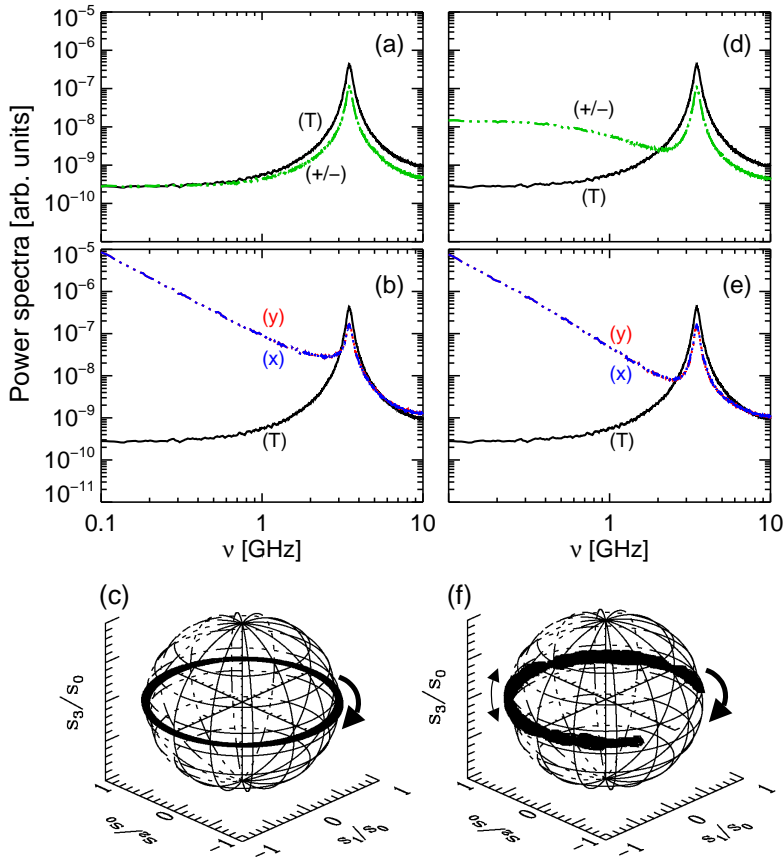 Power spectra [arb. units]
10⁻⁵
10⁻⁶
10⁻⁷
10⁻⁸
10⁻⁹
10⁻¹⁰
(a)
(T)
(+/−)
(d)
(+/−)
(T)
10⁻⁵
10⁻⁶
10⁻⁷
10⁻⁸
10⁻⁹
10⁻¹⁰
10⁻¹¹
(b)
(y)
(x)
(T)
(e)
(y)
(x)
(T)
0.1 1 10
1 10
ν [GHz]
ν [GHz]
(c)
s₃/s₀
−1 0 1
s₂/s₀
−1 0 1
s₁/s₀
(f)
s₃/s₀
−1 0 1
s₂/s₀
−1 0 1
s₁/s₀